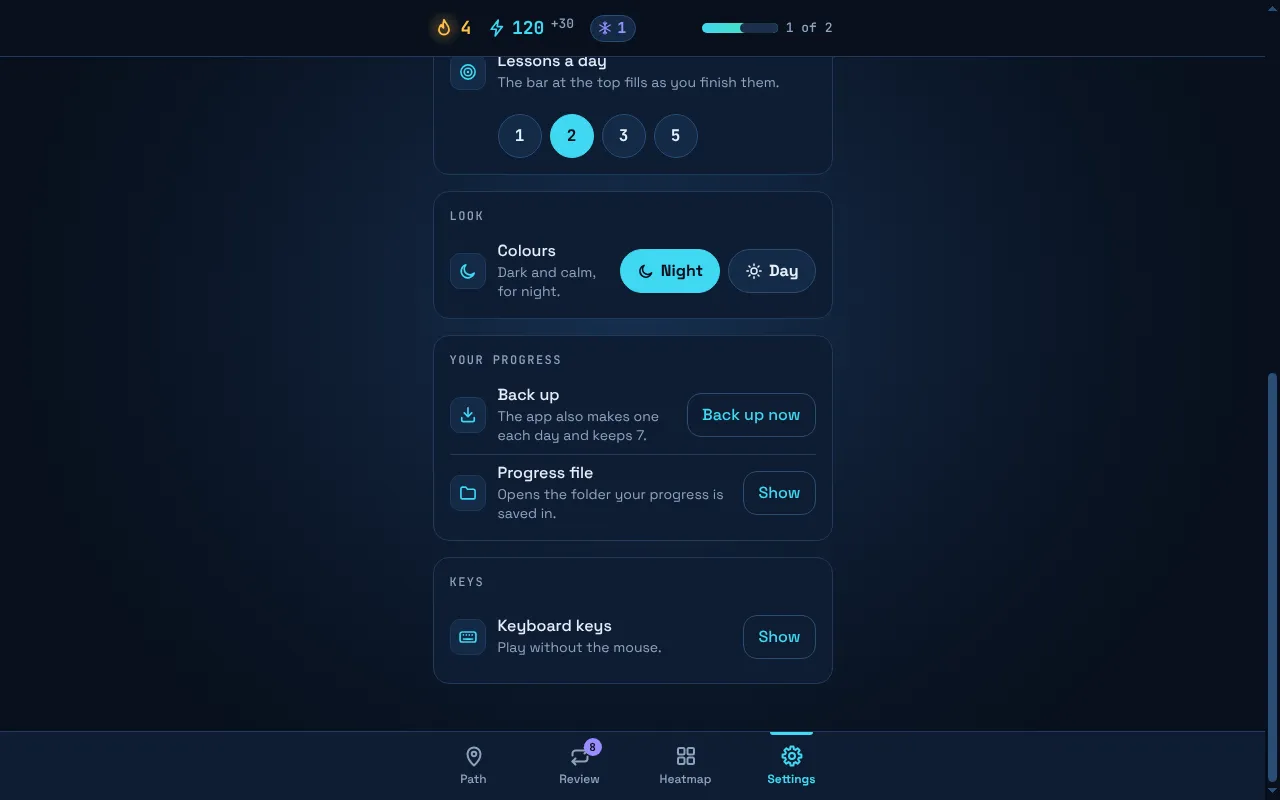 4 120 +30 1 1 of 2
Lessons a day
The bar at the top fills as you finish them.
1 2 3 5
LOOK
Colours
Dark and calm,
for night.
Night Day
YOUR PROGRESS
Back up
The app also makes one
each day and keeps 7.
Back up now
Progress file
Opens the folder your progress is
saved in.
Show
KEYS
Keyboard keys
Play without the mouse.
Show
8
Path Review Heatmap Settings